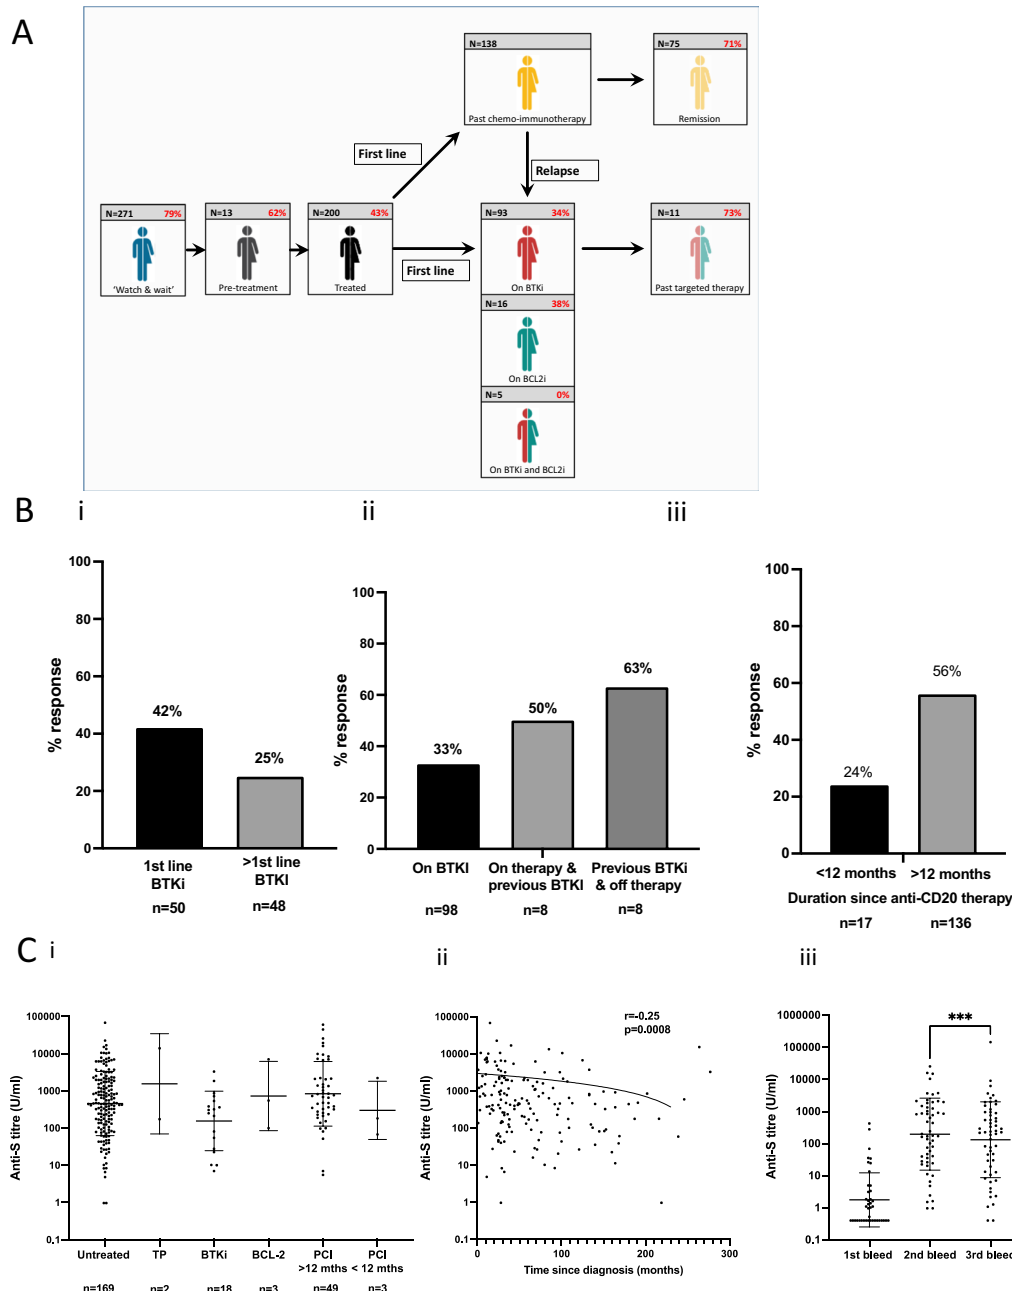 A
N=138
N=75 71%
Past chemo-immunotherapy
Remission
First line
Relapse
N=271 79%
N=13 62%
N=200 43%
N=93 34%
N=11 73%
'Watch & wait'
Pre-treatment
Treated
First line
On BTKi
Past targeted therapy
N=16 38%
On BCL2i
N=5 0%
On BTKi and BCL2i
B
i
ii
iii
% response
100
80
60
40
20
0
42%
25%
1st line
BTKi
>1st line
BTKI
n=50
n=48
% response
100
80
60
40
20
0
33%
50%
63%
On BTKI
On therapy &
previous BTKI
Previous BTKi
& off therapy
n=98
n=8
n=8
% response
100
80
60
40
20
0
24%
56%
<12 months
>12 months
Duration since anti-CD20 therapy
n=17
n=136
C
i
ii
iii
Anti-S titre (U/ml)
100000
10000
1000
100
10
1
0.1
Untreated
TP
BTKi
BCL-2
PCI
>12 mths
PCI
< 12 mths
n=169
n=2
n=18
n=3
n=49
n=3
Anti-S titre (U/ml)
100000
10000
1000
100
10
1
0.1
r=-0.25
p=0.0008
0
100
200
300
Time since diagnosis (months)
Anti-S titre (U/ml)
1000000
100000
10000
1000
100
10
1
0.1
***
1st bleed
2nd bleed
3rd bleed